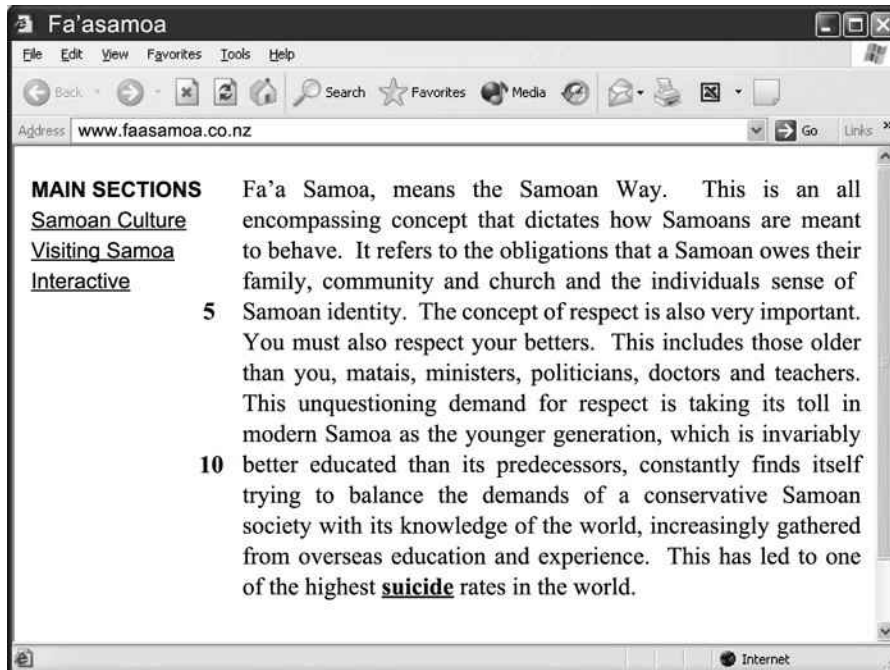 Fa'asamoa
File Edit View Favorites Tools Help
Back Search Favorites Media
Address www.faasamoa.co.nz Go Links »
MAIN SECTIONS
Samoan Culture
Visiting Samoa
Interactive
Fa'a Samoa, means the Samoan Way. This is an all
encompassing concept that dictates how Samoans are meant
to behave. It refers to the obligations that a Samoan owes their
family, community and church and the individuals sense of
5 Samoan identity. The concept of respect is also very important.
You must also respect your betters. This includes those older
than you, matais, ministers, politicians, doctors and teachers.
This unquestioning demand for respect is taking its toll in
modern Samoa as the younger generation, which is invariably
10 better educated than its predecessors, constantly finds itself
trying to balance the demands of a conservative Samoan
society with its knowledge of the world, increasingly gathered
from overseas education and experience. This has led to one
of the highest suicide rates in the world.
Internet